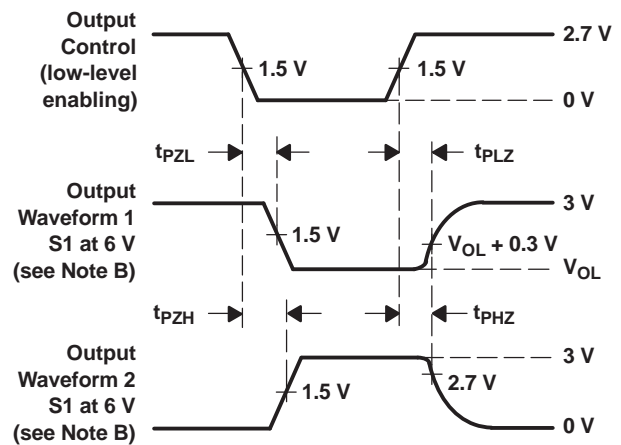 Output
Control
(low-level
enabling)
2.7 V
1.5 V
1.5 V
0 V
tPZL
tPLZ
Output
Waveform 1
S1 at 6 V
(see Note B)
3 V
1.5 V
VOL + 0.3 V
VOL
tPZH
tPHZ
Output
Waveform 2
S1 at 6 V
(see Note B)
3 V
1.5 V
2.7 V
0 V